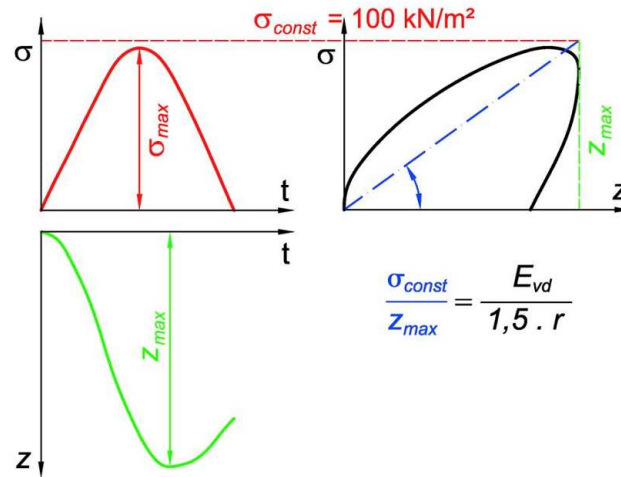 σconst = 100 kN/m²
σ
σmax
t
σ
zmax
z
t
zmax
z
σconst / zmax = Evd / 1,5 . r